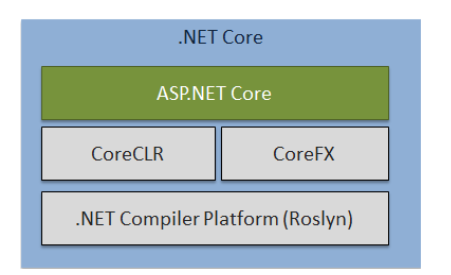 .NET Core
ASP.NET Core
CoreCLR
CoreFX
.NET Compiler Platform (Roslyn)